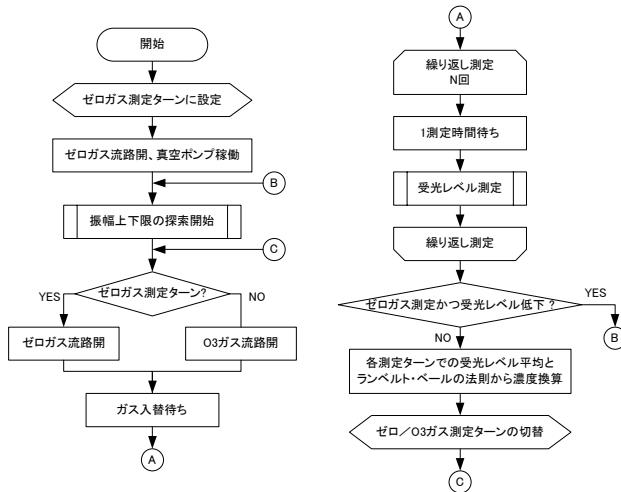 開始
ゼロガス測定ターンに設定
ゼロガス流路開、真空ポンプ稼働
B
振幅上下限の探索開始
C
ゼロガス測定ターン?
YES
NO
ゼロガス流路開
O3ガス流路開
ガス入替待ち
A
A
繰り返し測定
N回
1測定時間待ち
受光レベル測定
繰り返し測定
ゼロガス測定かつ受光レベル低下?
YES
B
NO
各測定ターンでの受光レベル平均と
ランベルト・ベールの法則から濃度換算
ゼロ/O3ガス測定ターンの切替
C